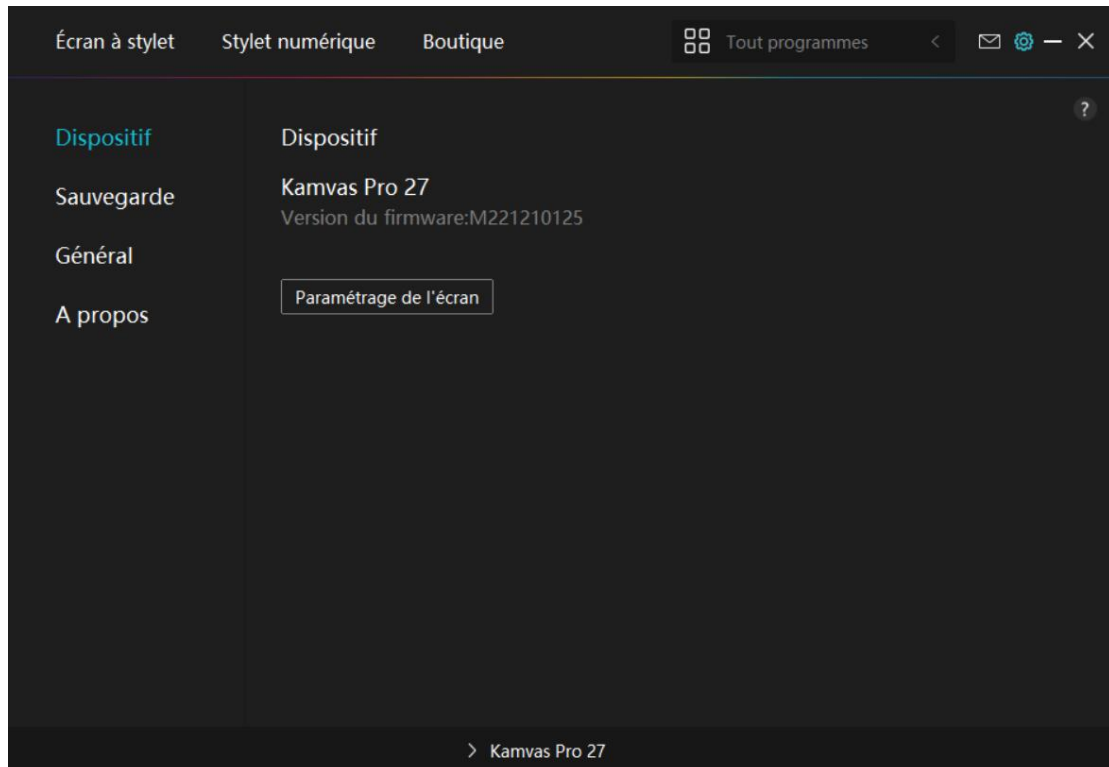 Écran à stylet Stylet numérique Boutique Tout programmes
?
Dispositif
Sauvegarde
Général
A propos
Dispositif
Kamvas Pro 27
Version du firmware:M221210125
Paramétrage de l'écran
Kamvas Pro 27